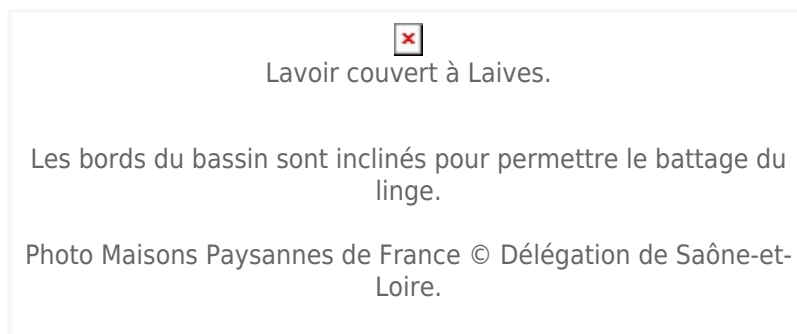 Lavoir couvert à Laives.
Les bords du bassin sont inclinés pour permettre le battage du
linge.
Photo Maisons Paysannes de France © Délégation de Saône-et-
Loire.